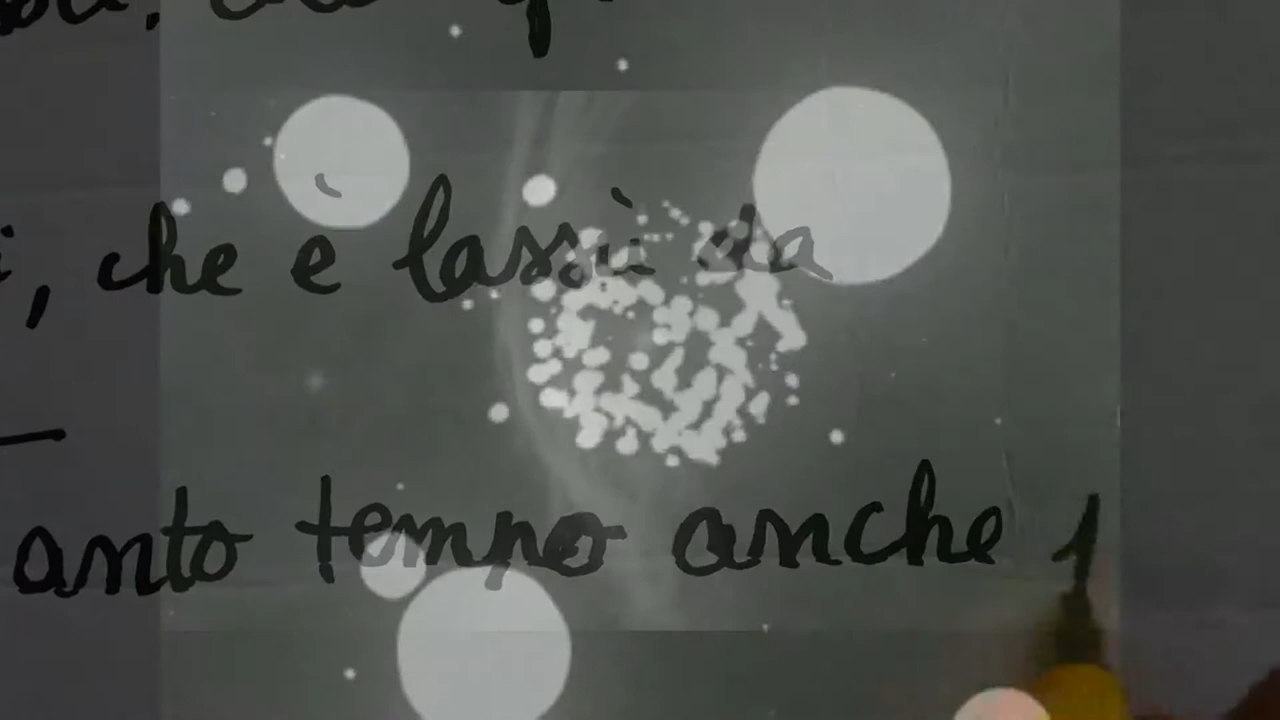 , che è lassù da
anto tempo anche